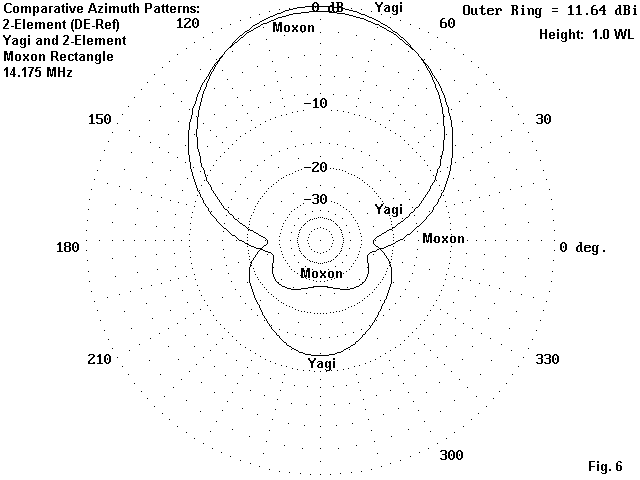 Comparative Azimuth Patterns:
2-Element (DE-Ref)
Yagi and 2-Element
Moxon Rectangle
14.175 MHz
0 dB
Yagi
Outer Ring = 11.64 dBi
Height: 1.0 WL
120
Moxon
60
-10
150
30
-20
-30
Yagi
Moxon
180
0 deg.
Moxon
210
Yagi
330
300
Fig. 6